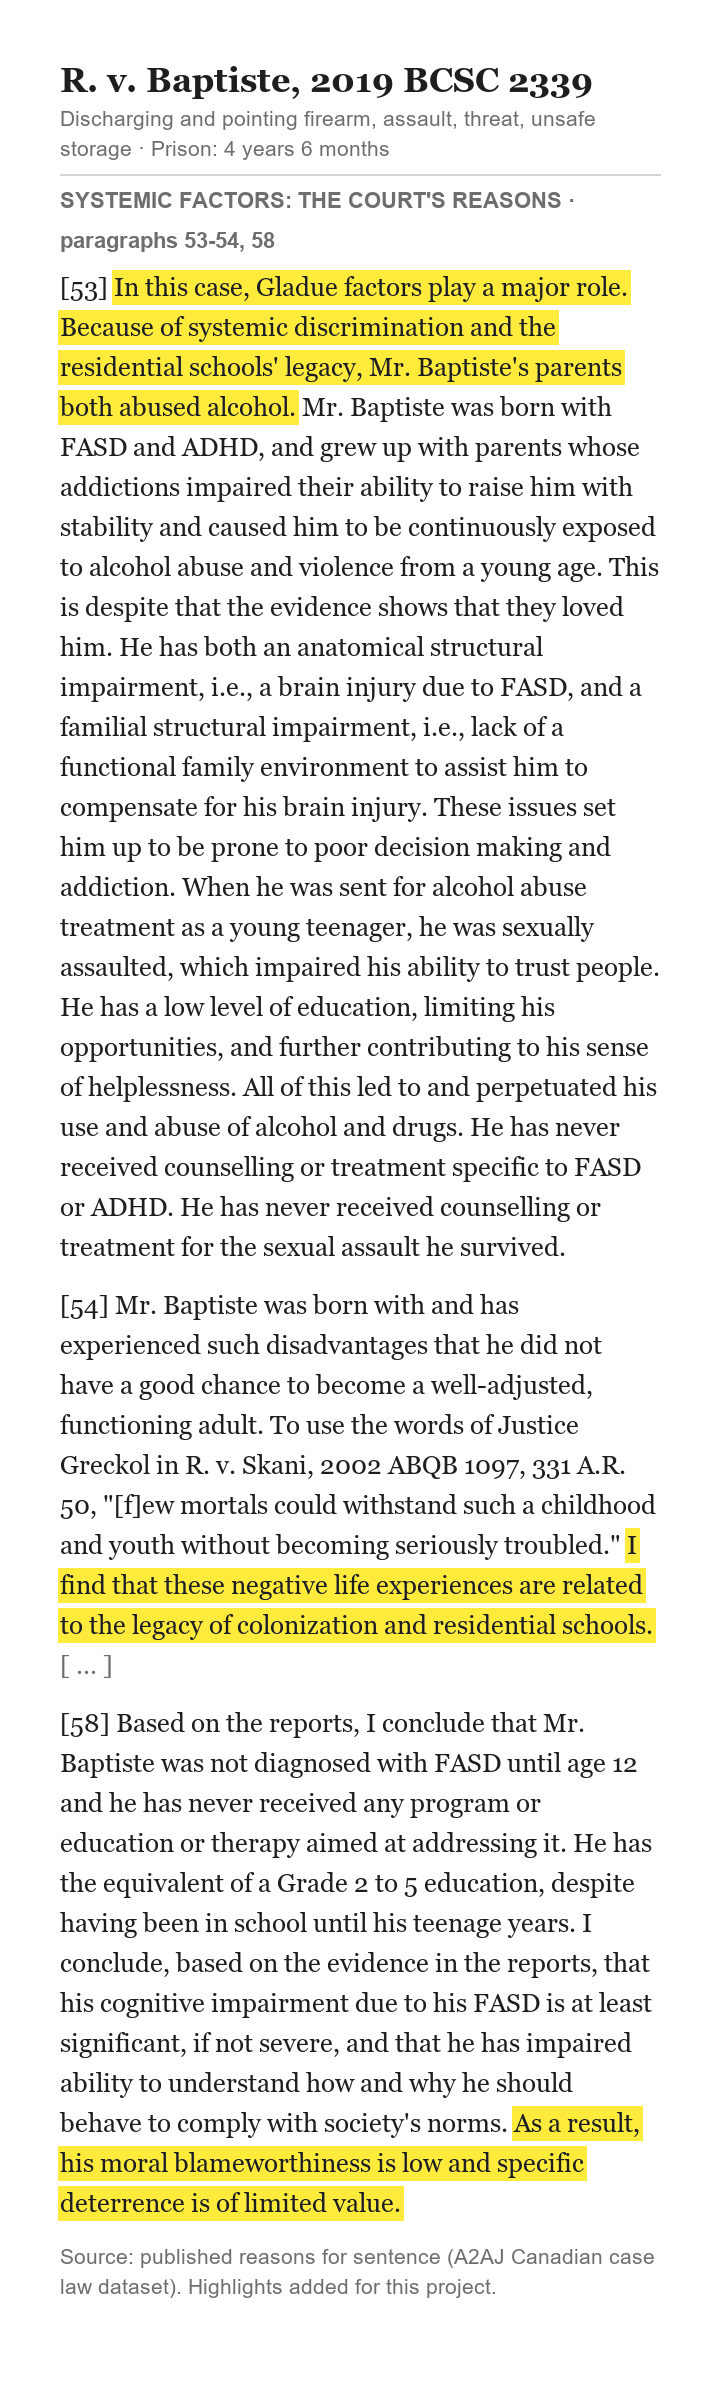 R. v. Baptiste, 2019 BCSC 2339
Discharging and pointing firearm, assault, threat, unsafe
storage · Prison: 4 years 6 months
SYSTEMIC FACTORS: THE COURT'S REASONS ·
paragraphs 53-54, 58
[53] In this case, Gladue factors play a major role.
Because of systemic discrimination and the
residential schools' legacy, Mr. Baptiste's parents
both abused alcohol. Mr. Baptiste was born with
FASD and ADHD, and grew up with parents whose
addictions impaired their ability to raise him with
stability and caused him to be continuously exposed
to alcohol abuse and violence from a young age. This
is despite that the evidence shows that they loved
him. He has both an anatomical structural
impairment, i.e., a brain injury due to FASD, and a
familial structural impairment, i.e., lack of a
functional family environment to assist him to
compensate for his brain injury. These issues set
him up to be prone to poor decision making and
addiction. When he was sent for alcohol abuse
treatment as a young teenager, he was sexually
assaulted, which impaired his ability to trust people.
He has a low level of education, limiting his
opportunities, and further contributing to his sense
of helplessness. All of this led to and perpetuated his
use and abuse of alcohol and drugs. He has never
received counselling or treatment specific to FASD
or ADHD. He has never received counselling or
treatment for the sexual assault he survived.
[54] Mr. Baptiste was born with and has
experienced such disadvantages that he did not
have a good chance to become a well-adjusted,
functioning adult. To use the words of Justice
Greckol in R. v. Skani, 2002 ABQB 1097, 331 A.R.
50, "[f]ew mortals could withstand such a childhood
and youth without becoming seriously troubled." I
find that these negative life experiences are related
to the legacy of colonization and residential schools.
[ ... ]
[58] Based on the reports, I conclude that Mr.
Baptiste was not diagnosed with FASD until age 12
and he has never received any program or
education or therapy aimed at addressing it. He has
the equivalent of a Grade 2 to 5 education, despite
having been in school until his teenage years. I
conclude, based on the evidence in the reports, that
his cognitive impairment due to his FASD is at least
significant, if not severe, and that he has impaired
ability to understand how and why he should
behave to comply with society's norms. As a result,
his moral blameworthiness is low and specific
deterrence is of limited value.
Source: published reasons for sentence (A2AJ Canadian case
law dataset). Highlights added for this project.